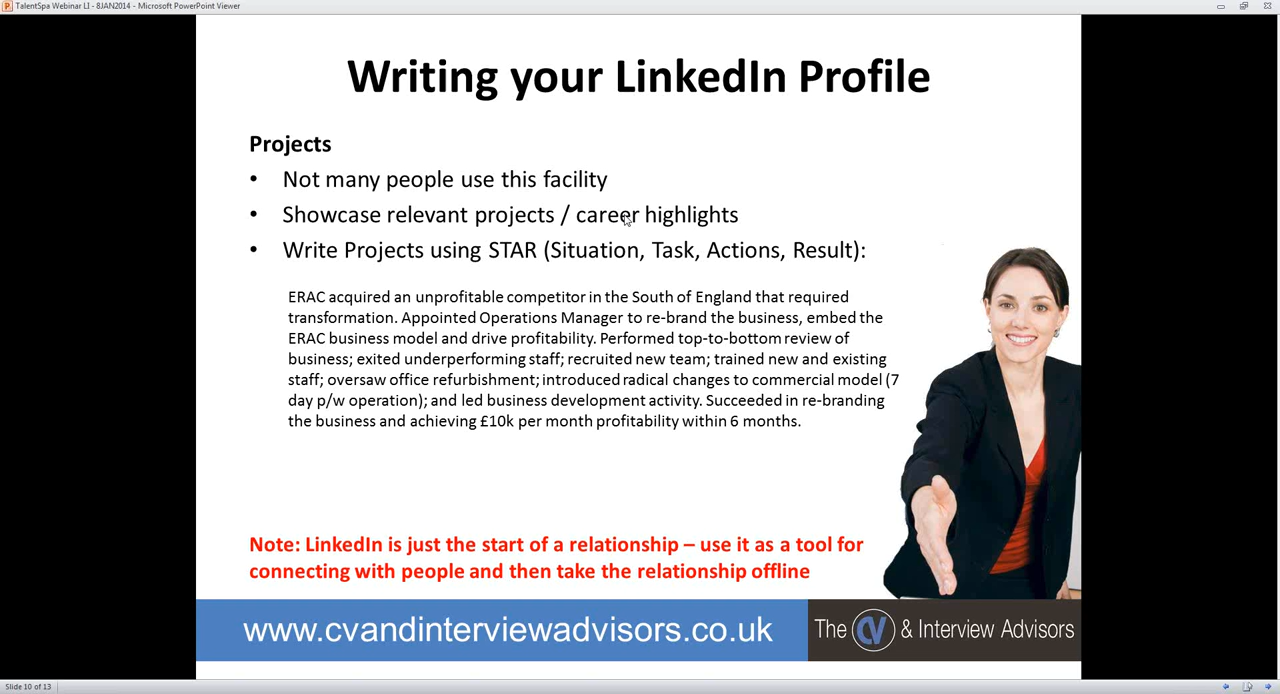 TalentSpa Webinar LI - 8JAN2014 - Microsoft PowerPoint Viewer
Writing your LinkedIn Profile
Projects
• Not many people use this facility
• Showcase relevant projects / career highlights
• Write Projects using STAR (Situation, Task, Actions, Result):
ERAC acquired an unprofitable competitor in the South of England that required
transformation. Appointed Operations Manager to re-brand the business, embed the
ERAC business model and drive profitability. Performed top-to-bottom review of
business; exited underperforming staff; recruited new team; trained new and existing
staff; oversaw office refurbishment; introduced radical changes to commercial model (7
day p/w operation); and led business development activity. Succeeded in re-branding
the business and achieving £10k per month profitability within 6 months.
Note: LinkedIn is just the start of a relationship – use it as a tool for
connecting with people and then take the relationship offline
www.cvandinterviewadvisors.co.uk
The CV & Interview Advisors
Slide 10 of 13